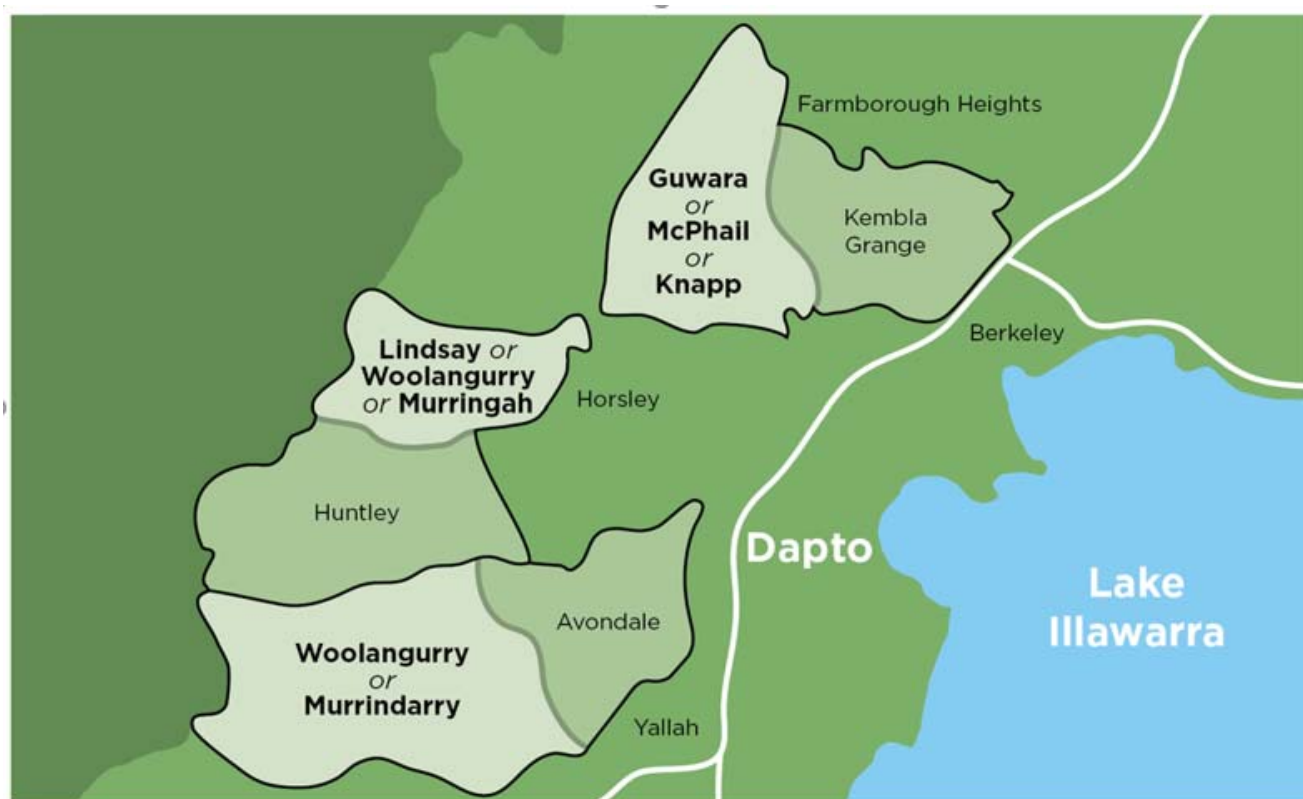 Farmborough Heights
Guwara
or
McPhail
or
Knapp
Kembla
Grange
Berkeley
Lindsay or
Woolangurry
or Murringah
Horsley
Huntley
Dapto
Lake
Illawarra
Avondale
Woolangurry
or
Murrindarry
Yallah